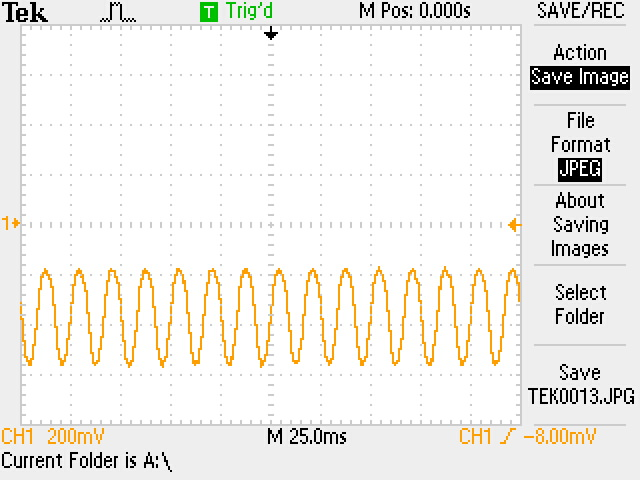 Tek T Trig'd M Pos: 0.000s SAVE/REC
Action
Save Image
File
Format
JPEG
About
Saving
Images
Select
Folder
Save
TEK0013.JPG
1
CH1 200mV M 25.0ms CH1 -8.00mV
Current Folder is A:\